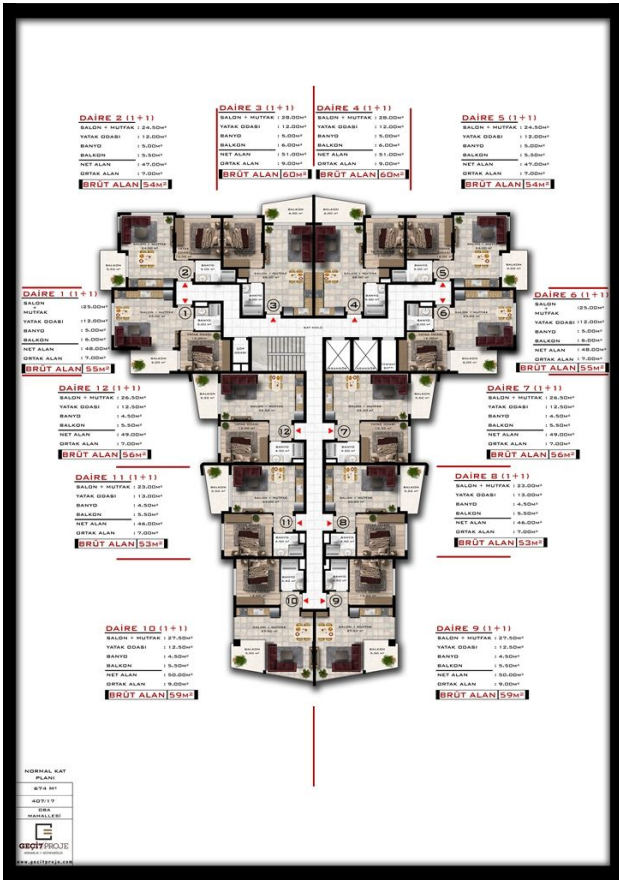 DAİRE 2 (1+1)
SALON + MUTFAK : 24.50M²
YATAK ODASI : 12.00M²
BANYO : 5.00M²
BALKON : 5.50M²
NET ALAN : 47.00M²
ORTAK ALAN : 7.00M²
BRÜT ALAN 54M²
DAİRE 3 (1+1)
SALON + MUTFAK : 28.00M²
YATAK ODASI : 12.00M²
BANYO : 5.00M²
BALKON : 6.00M²
NET ALAN : 51.00M²
ORTAK ALAN : 9.00M²
BRÜT ALAN 60M²
DAİRE 4 (1+1)
SALON + MUTFAK : 28.00M²
YATAK ODASI : 12.00M²
BANYO : 5.00M²
BALKON : 6.00M²
NET ALAN : 51.00M²
ORTAK ALAN : 9.00M²
BRÜT ALAN 60M²
DAİRE 5 (1+1)
SALON + MUTFAK : 24.50M²
YATAK ODASI : 12.00M²
BANYO : 5.00M²
BALKON : 5.50M²
NET ALAN : 47.00M²
ORTAK ALAN : 7.00M²
BRÜT ALAN 54M²
DAİRE 1 (1+1)
SALON
+ :25.00M²
MUTFAK
YATAK ODASI :12.00M²
BANYO : 5.00M²
BALKON : 6.00M²
NET ALAN : 48.00M²
ORTAK ALAN : 7.00M²
BRÜT ALAN 55M²
DAİRE 6 (1+1)
SALON
+ :25.00M²
MUTFAK
YATAK ODASI :12.00M²
BANYO : 5.00M²
BALKON : 6.00M²
NET ALAN : 48.00M²
ORTAK ALAN : 7.00M²
BRÜT ALAN 55M²
2
5
1
3
4
6
KAT HOLÜ
DAİRE 12 (1+1)
SALON + MUTFAK : 26.50M²
YATAK ODASI : 12.50M²
BANYO : 4.50M²
BALKON : 5.50M²
NET ALAN : 49.00M²
ORTAK ALAN : 7.00M²
BRÜT ALAN 56M²
DAİRE 7 (1+1)
SALON + MUTFAK : 26.50M²
YATAK ODASI : 12.50M²
BANYO : 4.50M²
BALKON : 5.50M²
NET ALAN : 49.00M²
ORTAK ALAN : 7.00M²
BRÜT ALAN 56M²
12
7
DAİRE 11 (1+1)
SALON + MUTFAK : 23.00M²
YATAK ODASI : 13.00M²
BANYO : 4.50M²
BALKON : 5.50M²
NET ALAN : 46.00M²
ORTAK ALAN : 7.00M²
BRÜT ALAN 53M²
DAİRE 8 (1+1)
SALON + MUTFAK : 23.00M²
YATAK ODASI : 13.00M²
BANYO : 4.50M²
BALKON : 5.50M²
NET ALAN : 46.00M²
ORTAK ALAN : 7.00M²
BRÜT ALAN 53M²
11
8
10
9
DAİRE 10 (1+1)
SALON + MUTFAK : 27.50M²
YATAK ODASI : 12.50M²
BANYO : 4.50M²
BALKON : 5.50M²
NET ALAN : 50.00M²
ORTAK ALAN : 9.00M²
BRÜT ALAN 59M²
DAİRE 9 (1+1)
SALON + MUTFAK : 27.50M²
YATAK ODASI : 12.50M²
BANYO : 4.50M²
BALKON : 5.50M²
NET ALAN : 50.00M²
ORTAK ALAN : 9.00M²
BRÜT ALAN 59M²
NORMAL KAT
PLANI
674 M²
407/17
OBA
MAHALLESİ
GEÇİT PROJE
www.gecitproje.com